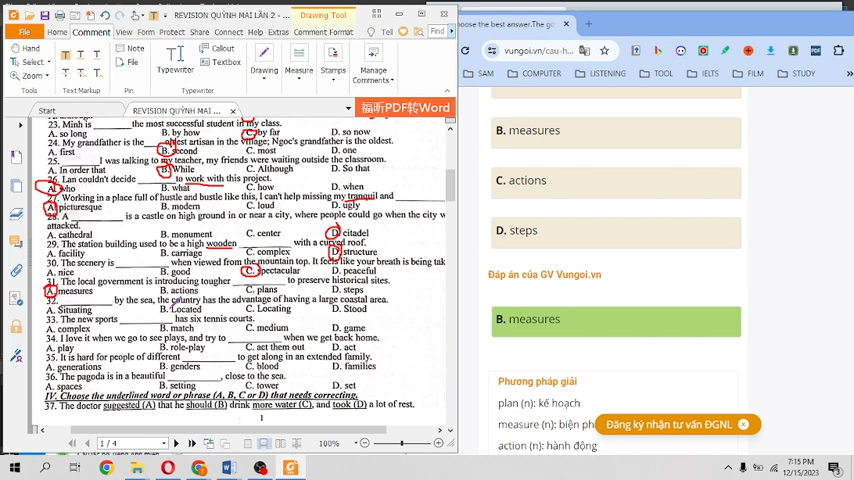 REVISION QUỲNH MAI LẦN 2 - ...
Drawing Tool
File Home Comment View Form Protect Share Connect Help Extras Comment Format Tell Find
Hand
Select
Zoom
Text Markup
Note
File
Typewriter
Callout
Textbox
Typewriter
Drawing
Measure
Stamps
Manage Comments
Start
REVISION QUỲNH MAI ...
福昕PDF转Word
23. Minh is ________ the most successful student in my class.
A. so long B. by how C. by far D. so now
24. My grandfather is the ________ oldest artisan in the village; Ngoc's grandfather is the oldest.
A. first B. second C. most D. one
25. ________ I was talking to my teacher, my friends were waiting outside the classroom.
A. In order that B. While C. Although D. So that
26. Lan couldn't decide ________ to work with this project.
A. who B. what C. how D. when
27. Working in a place full of hustle and bustle like this, I can't help missing my tranquil and ________
A. picturesque B. modern C. loud D. ugly
28. A ________ is a castle on high ground in or near a city, where people could go when the city w
attacked.
A. cathedral B. monument C. center D. citadel
29. The station building used to be a high wooden ________ with a curved roof.
A. facility B. carriage C. complex D. structure
30. The scenery is ________ when viewed from the mountain top. It feels like your breath is being tak
A. nice B. good C. spectacular D. peaceful
31. The local government is introducing tougher ________ to preserve historical sites.
A. measures B. actions C. plans D. steps
32. ________ by the sea, the country has the advantage of having a large coastal area.
A. Situating B. Located C. Locating D. Stood
33. The new sports ________ has six tennis courts.
A. complex B. match C. medium D. game
34. I love it when we go to see plays, and try to ________ when we get back home.
A. play B. role-play C. act them out D. act
35. It is hard for people of different ________ to get along in an extended family.
A. generations B. genders C. blood D. families
36. The pagoda is in a beautiful ________, close to the sea.
A. spaces B. setting C. tower D. set
IV. Choose the underlined word or phrase (A, B, C or D) that needs correcting.
37. The doctor suggested (A) that he should (B) drink more water (C), and took (D) a lot of rest.
1
1 / 4
100%
hoose the best answer.The go
vungoi.vn/cau-h...
SAM COMPUTER LISTENING TOOL IELTS FILM STUDY
B. measures
C. actions
D. steps
Đáp án của GV Vungoi.vn
B. measures
Phương pháp giải
plan (n): kế hoạch
measure (n): biện ph
action (n): hành động
Đăng ký nhận tư vấn ĐGNL
7:15 PM
12/15/2023